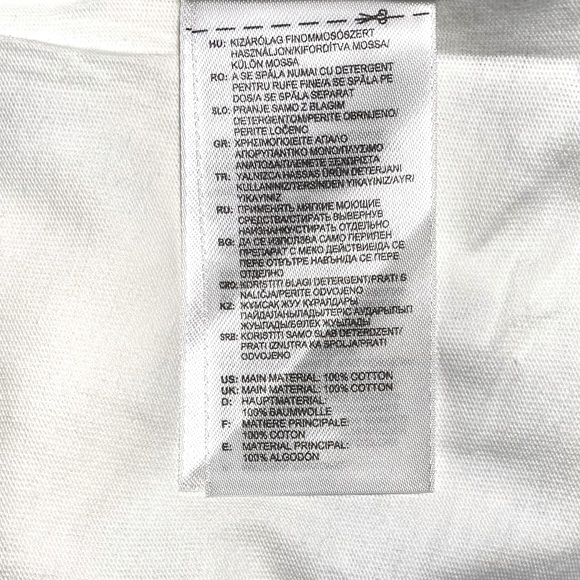 HU: KIZÁRÓLAG FINOMMOSÓSZERT
HASZNÁLJON/KIFORDÍTVA MOSSA/
KÜLÖN MOSSA
RO: A SE SPĂLA NUMAI CU DETERGENT
PENTRU RUFE FINE/A SE SPĂLA PE
DOS/A SE SPĂLA SEPARAT
SLO: PRANJE SAMO Z BLAGIM
DETERGENTOM/PERITE OBRNJENO/
PERITE LOČENO
GR: ΧΡΗΣΙΜΟΠΟΙΕΙΤΕ ΑΠΑΛΟ
ΑΠΟΡΥΠΑΝΤΙΚΟ ΜΟΝΟ/ΠΛΥΣΙΜΟ
ΑΝΑΠΟΔΑ/ΠΛΕΝΕΤΕ ΞΕΧΩΡΙΣΤΑ
TR: YALNIZCA HASSAS ÜRÜN DETERJANI
KULLANINIZ/TERSİNDEN YIKAYINIZ/AYRI
YIKAYINIZ
RU: ПРИМЕНЯТЬ МЯГКИЕ МОЮЩИЕ
СРЕДСТВА/СТИРАТЬ ВЫВЕРНУВ
НАИЗНАНКУ/СТИРАТЬ ОТДЕЛЬНО
BG: ДА СЕ ИЗПОЛЗВА САМО ПЕРИЛЕН
ПРЕПАРАТ С МЕКО ДЕЙСТВИЕ/ДА СЕ
ПЕРЕ ОТВЪТРЕ НАВЪН/ДА СЕ ПЕРЕ
ОТДЕЛНО
CRO: KORISTITI BLAGI DETERGENT/PRATI S
NALIČJA/PERITE ODVOJENO
KZ: ЖҰМСАҚ ЖУУ ҚҰРАЛДАРЫ
ПАЙДАЛАНЫЛАДЫ/ТЕРІС АУДАРЫЛЫП
ЖУЫЛАДЫ/БӨЛЕК ЖУЫЛАДЫ
SRB: KORISTITI SAMO SLAB DETERDŽENT/
PRATI IZNUTRA KA SPOLJA/PRATI
ODVOJENO
US: MAIN MATERIAL: 100% COTTON
UK: MAIN MATERIAL: 100% COTTON
D: HAUPTMATERIAL:
100% BAUMWOLLE
F: MATIERE PRINCIPALE:
100% COTON
E: MATERIAL PRINCIPAL:
100% ALGODÓN